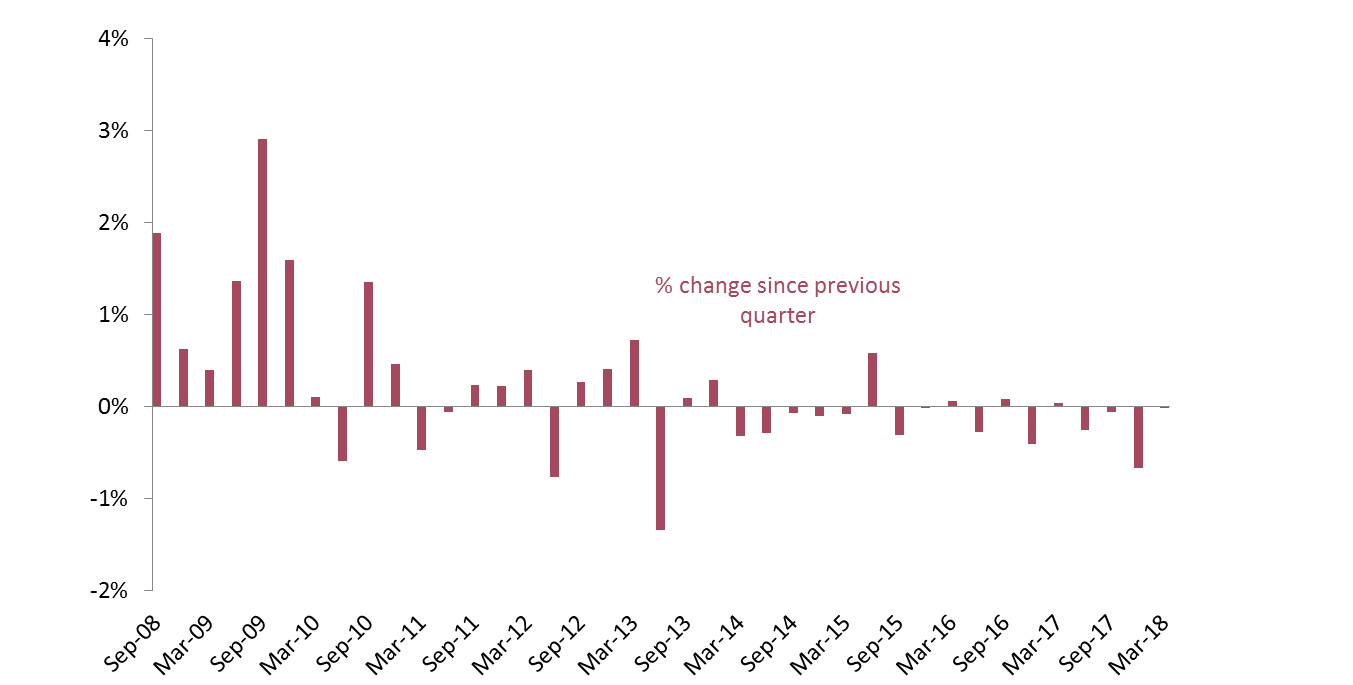 4%
3%
2%
1%
0%
-1%
-2%
% change since previous
quarter
Sep-08
Mar-09
Sep-09
Mar-10
Sep-10
Mar-11
Sep-11
Mar-12
Sep-12
Mar-13
Sep-13
Mar-14
Sep-14
Mar-15
Sep-15
Mar-16
Sep-16
Mar-17
Sep-17
Mar-18